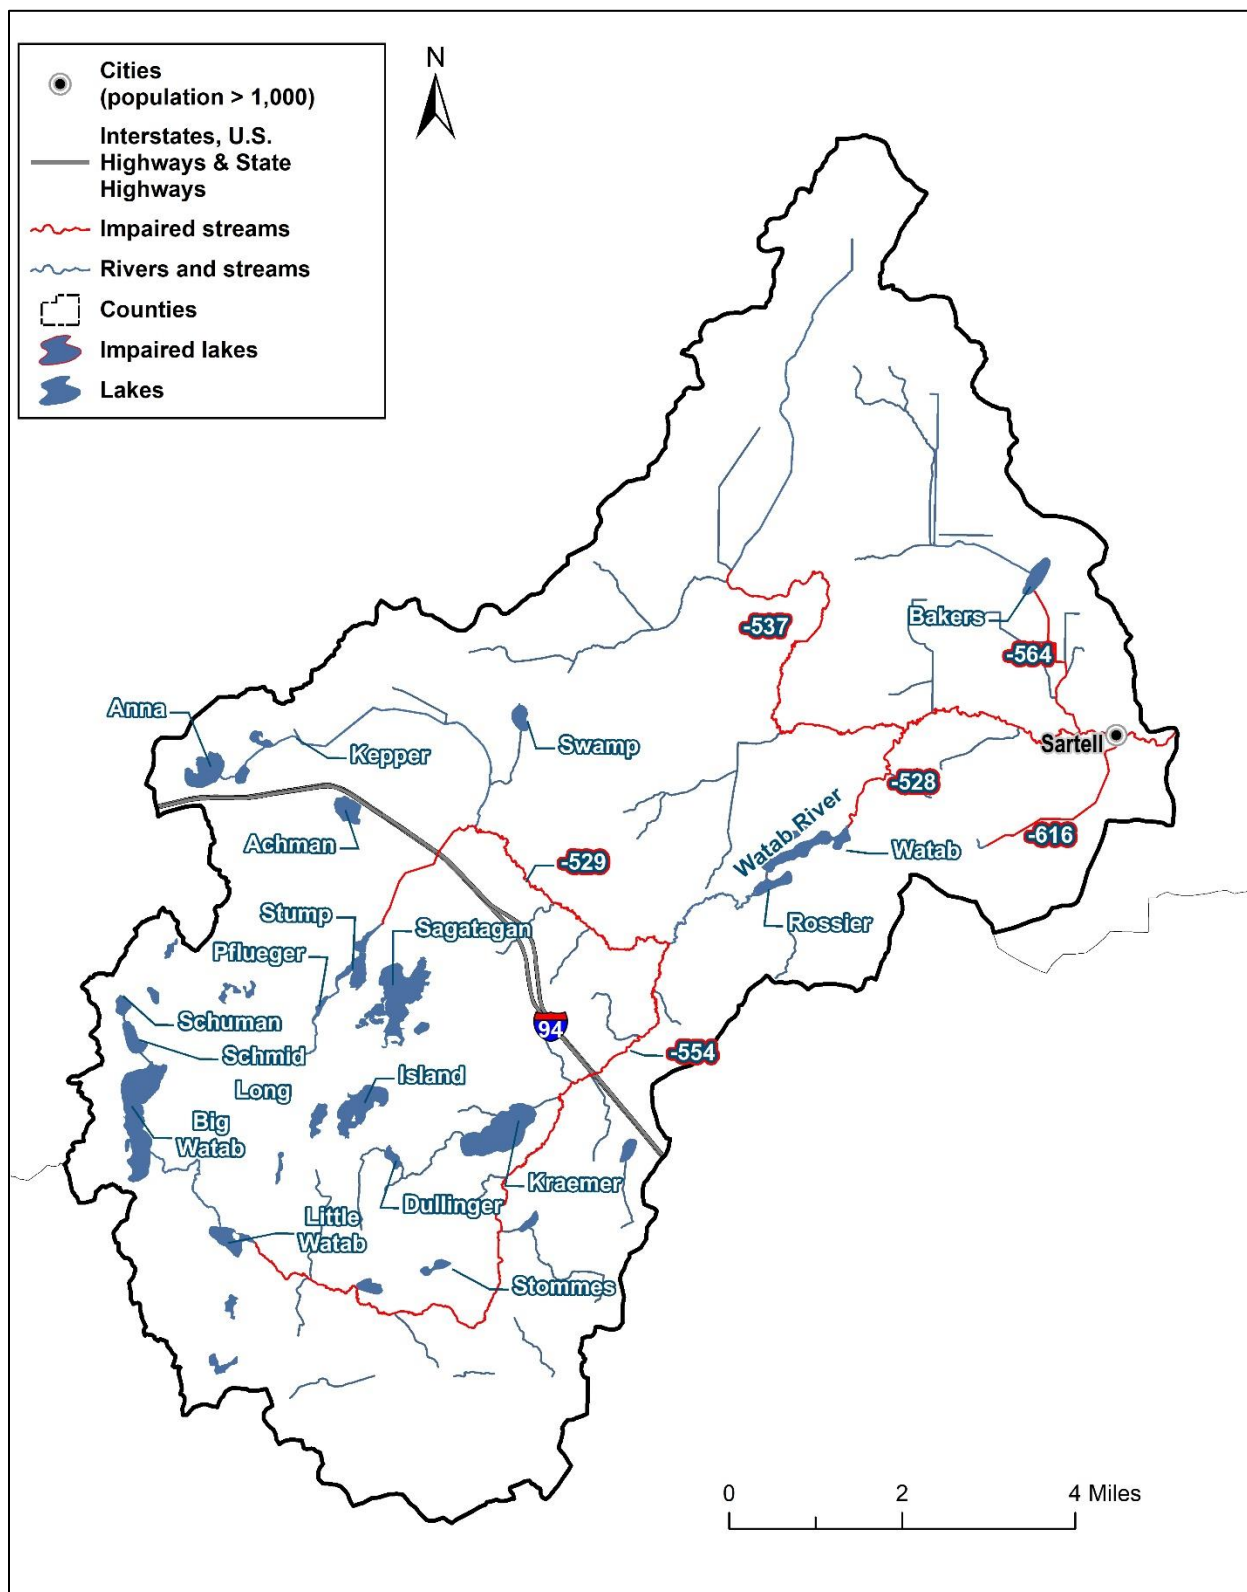 N
Cities
(population > 1,000)
Interstates, U.S.
Highways & State
Highways
Impaired streams
Rivers and streams
Counties
Impaired lakes
Lakes
Bakers
-537
-564
Anna
Kepper
Swamp
Sartell
-528
Achman
Watab River
Watab
-616
-529
Stump
Sagatagan
Rossier
Pflueger
Schuman
94
Schmid
-554
Long
Island
Big
Watab
Dullinger
Kraemer
Little
Watab
Stommes
0 2 4 Miles